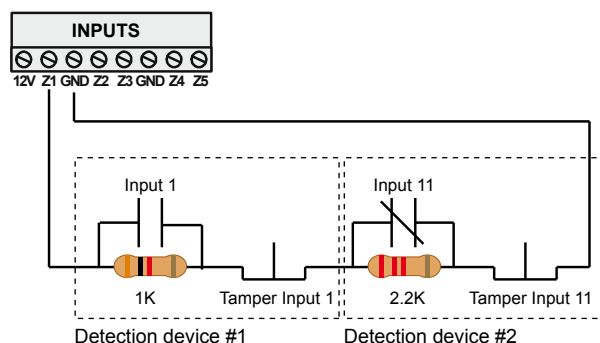 INPUTS
12V Z1 GND Z2 Z3 GND Z4 Z5
Input 1
Input 11
1K
Tamper Input 1
2.2K
Tamper Input 11
Detection device #1
Detection device #2